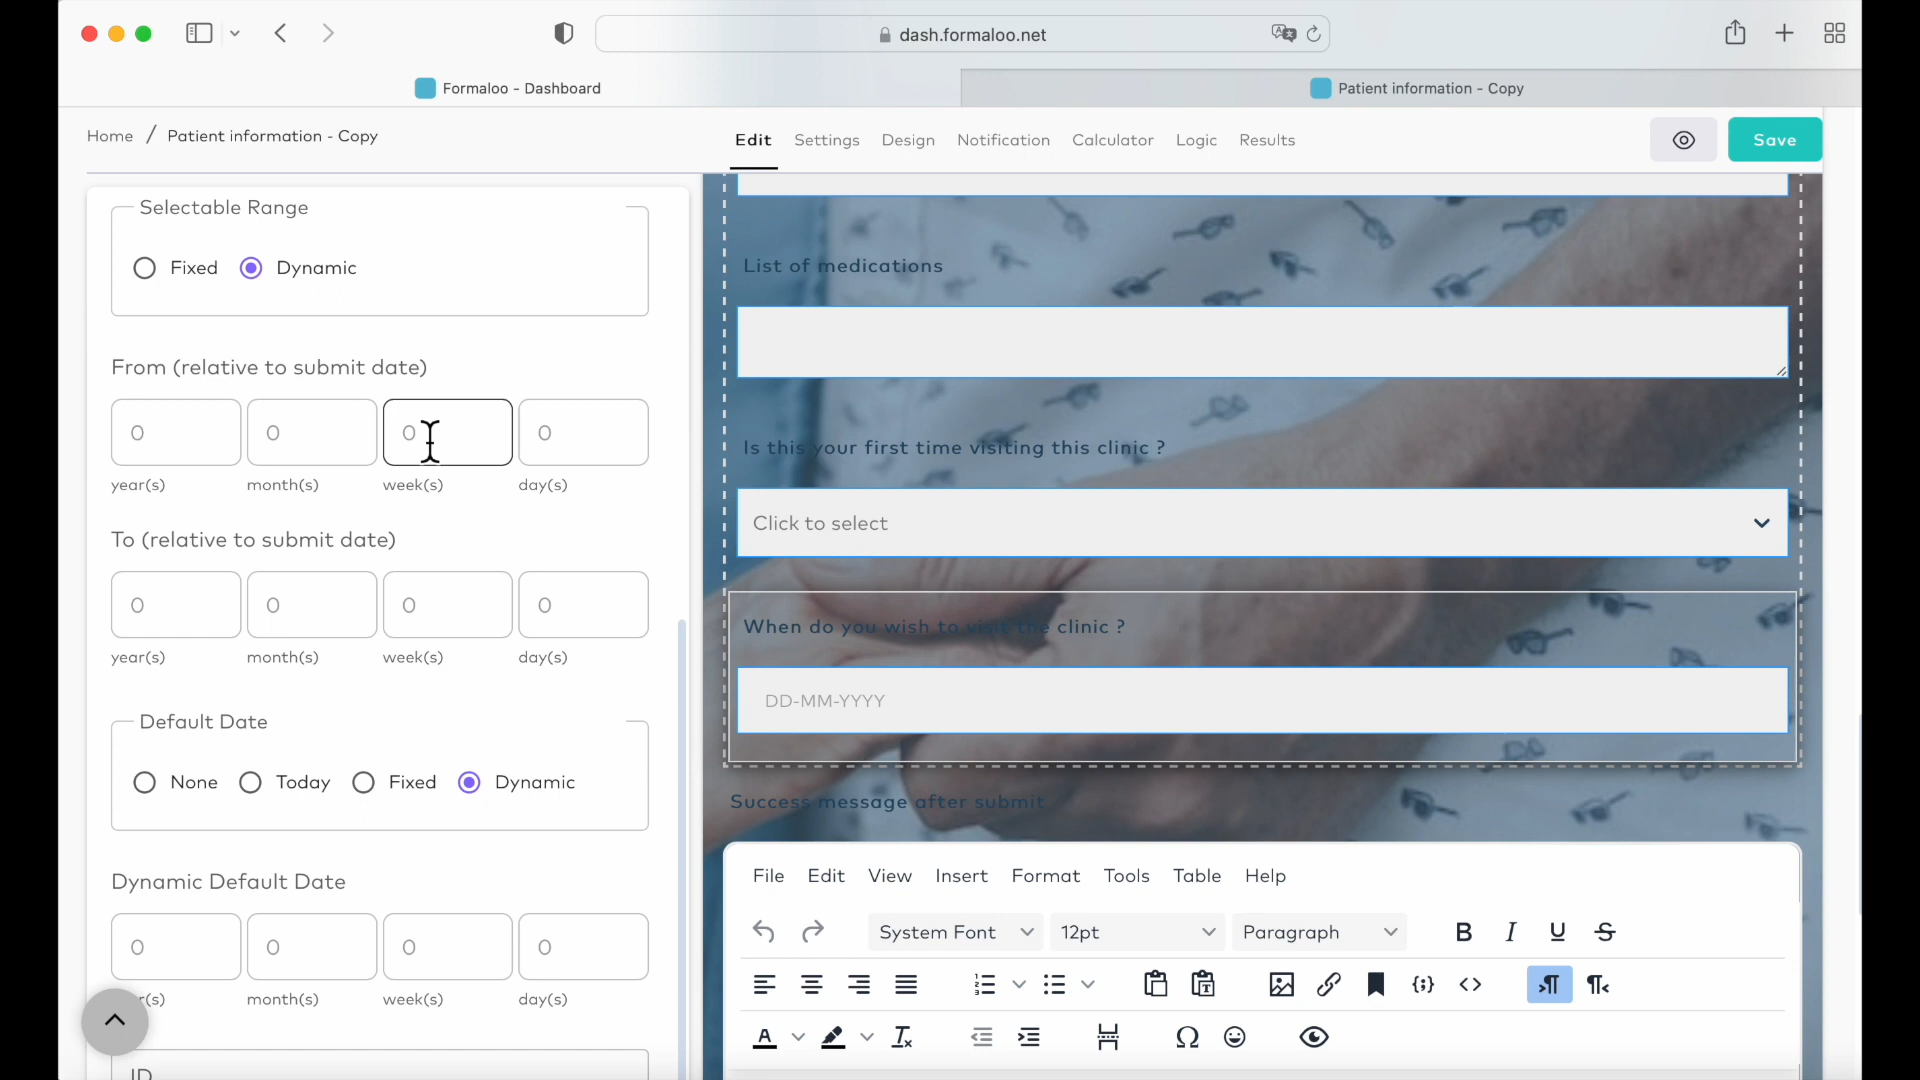 dash.formaloo.net
Formaloo - Dashboard
Patient information - Copy
Home / Patient information - Copy
Edit Settings Design Notification Calculator Logic Results
Save
Selectable Range
Fixed Dynamic
From (relative to submit date)
0 0 0 0
year(s) month(s) week(s) day(s)
To (relative to submit date)
0 0 0 0
year(s) month(s) week(s) day(s)
Default Date
None Today Fixed Dynamic
Dynamic Default Date
0 0 0 0
r(s) month(s) week(s) day(s)
ID
List of medications
Is this your first time visiting this clinic ?
Click to select
When do you wish to visit the clinic ?
DD-MM-YYYY
Success message after submit
File Edit View Insert Format Tools Table Help
System Font 12pt Paragraph B I U S